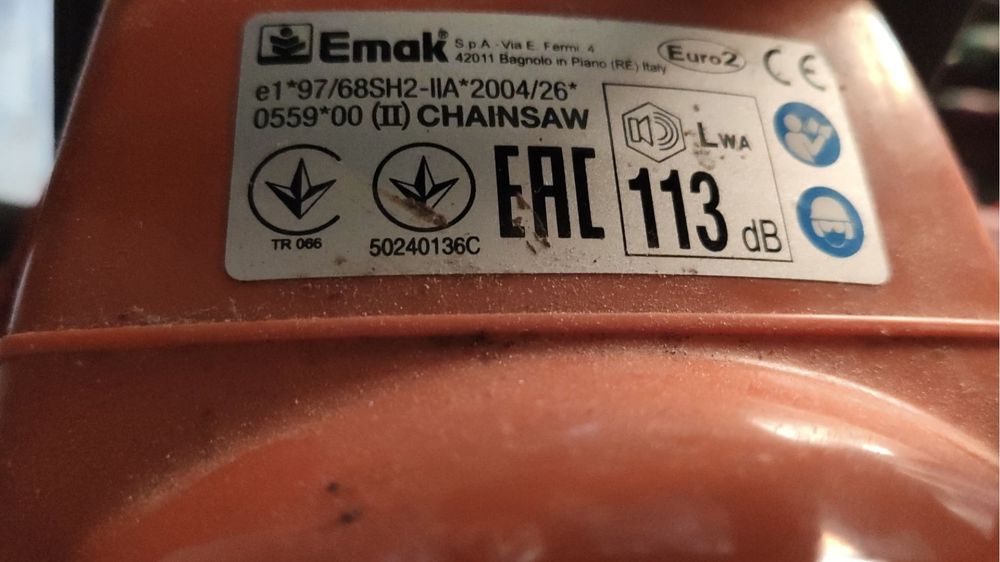 Emak® S.p.A. - Via E. Fermi, 4
42011 Bagnolo in Piano (RE) Italy
Euro2
CE
e1*97/68SH2-IIA*2004/26*
0559*00 (II) CHAINSAW
TR 066
50240136C
EAC
LWA
113 dB